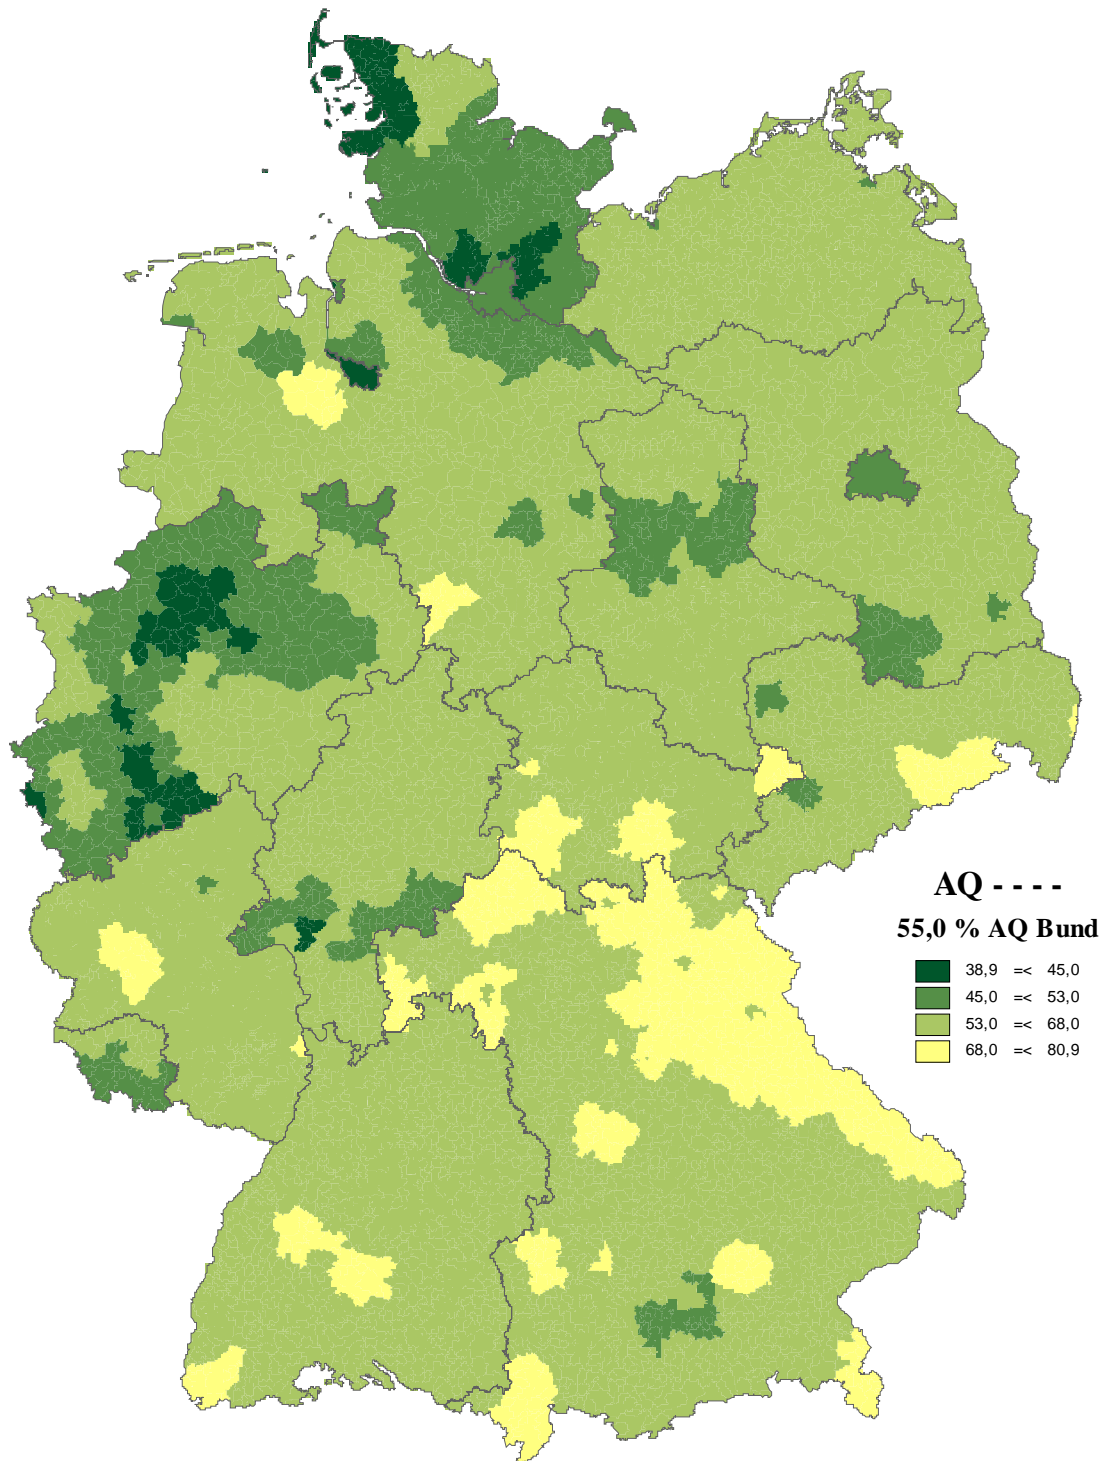 AQ - - - -
55,0 % AQ Bund
38,9 =< 45,0
45,0 =< 53,0
53,0 =< 68,0
68,0 =< 80,9